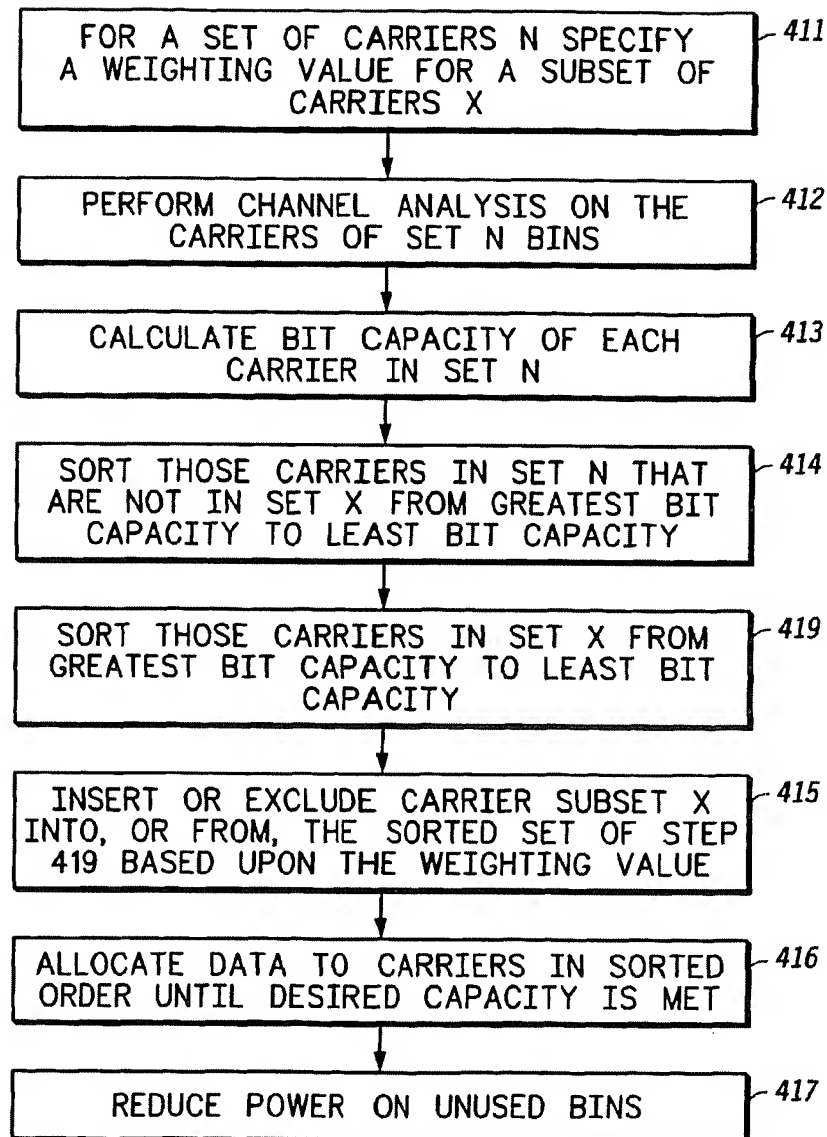 FOR A SET OF CARRIERS N SPECIFY
A WEIGHTING VALUE FOR A SUBSET OF
CARRIERS X
411
PERFORM CHANNEL ANALYSIS ON THE
CARRIERS OF SET N BINS
412
CALCULATE BIT CAPACITY OF EACH
CARRIER IN SET N
413
SORT THOSE CARRIERS IN SET N THAT
ARE NOT IN SET X FROM GREATEST BIT
CAPACITY TO LEAST BIT CAPACITY
414
SORT THOSE CARRIERS IN SET X FROM
GREATEST BIT CAPACITY TO LEAST BIT
CAPACITY
419
INSERT OR EXCLUDE CARRIER SUBSET X
INTO, OR FROM, THE SORTED SET OF STEP
419 BASED UPON THE WEIGHTING VALUE
415
ALLOCATE DATA TO CARRIERS IN SORTED
ORDER UNTIL DESIRED CAPACITY IS MET
416
REDUCE POWER ON UNUSED BINS
417